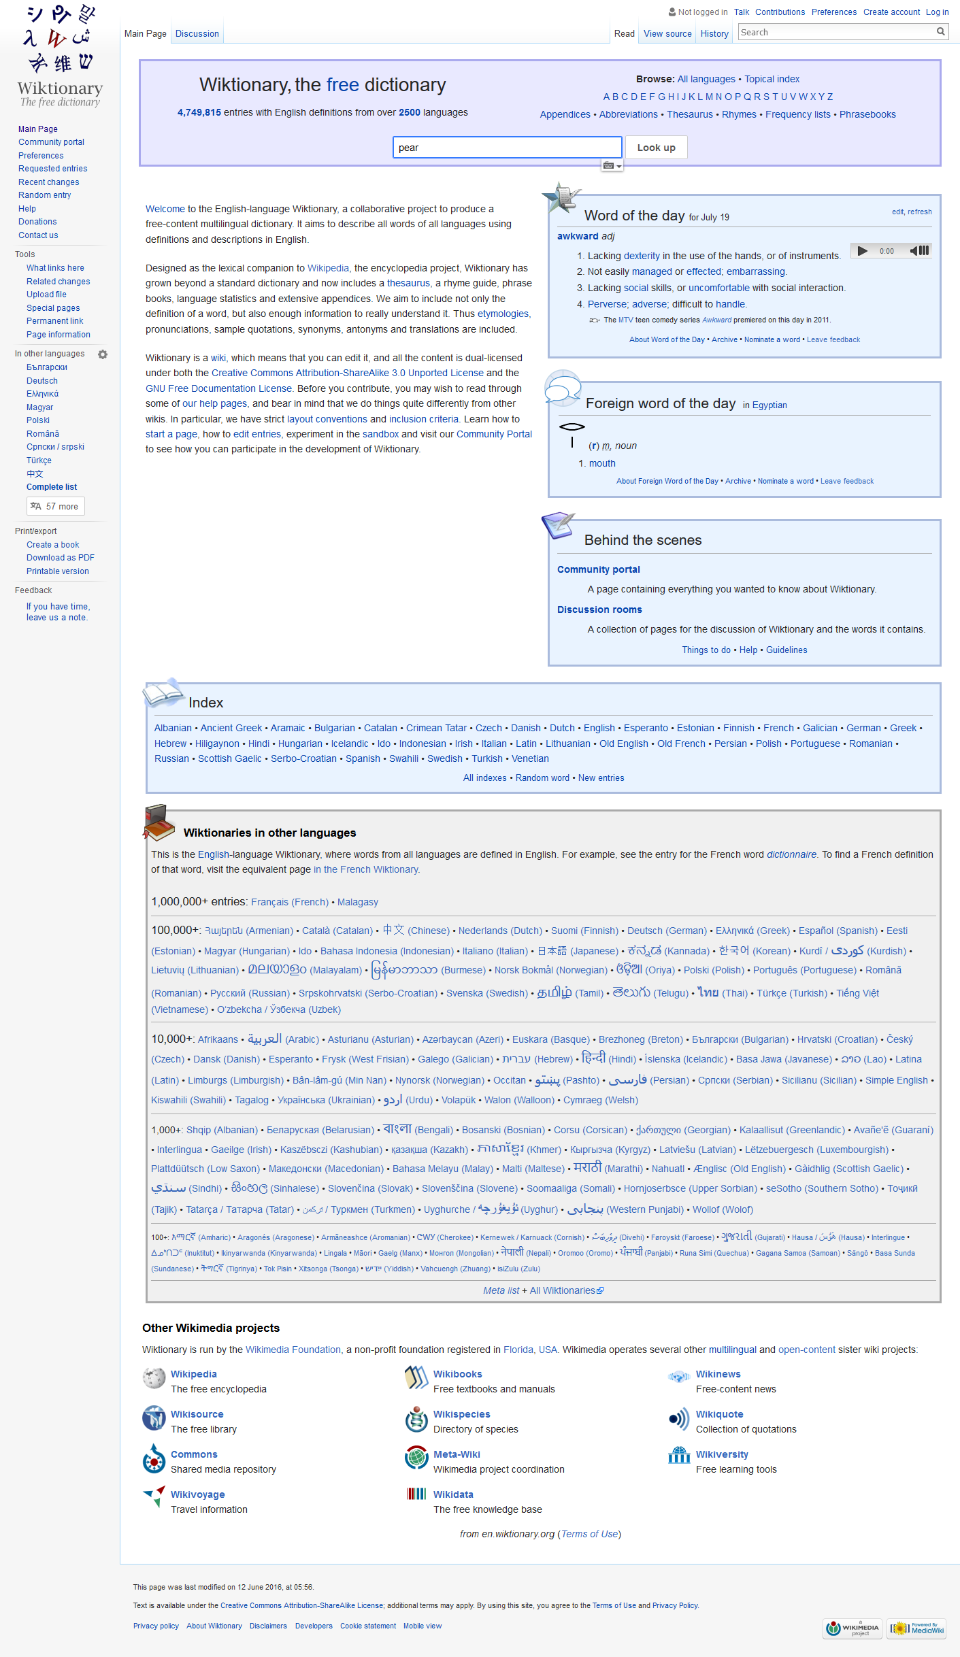 Not logged in Talk Contributions Preferences Create account Log in
Main Page Discussion Read View source History Search
Wiktionary
The free dictionary
Main Page
Community portal
Preferences
Requested entries
Recent changes
Random entry
Help
Donations
Contact us
Tools
What links here
Related changes
Upload file
Special pages
Permanent link
Page information
In other languages
Български
Deutsch
Ελληνικά
Magyar
Polski
Română
Српски / srpski
Türkçe
中文
Complete list
57 more
Print/export
Create a book
Download as PDF
Printable version
Feedback
If you have time,
leave us a note.
Wiktionary, the free dictionary
4,749,815 entries with English definitions from over 2500 languages
Browse: All languages • Topical index
A B C D E F G H I J K L M N O P Q R S T U V W X Y Z
Appendices • Abbreviations • Thesaurus • Rhymes • Frequency lists • Phrasebooks
pear Look up
Welcome to the English-language Wiktionary, a collaborative project to produce a
free-content multilingual dictionary. It aims to describe all words of all languages using
definitions and descriptions in English.
Designed as the lexical companion to Wikipedia, the encyclopedia project, Wiktionary has
grown beyond a standard dictionary and now includes a thesaurus, a rhyme guide, phrase
books, language statistics and extensive appendices. We aim to include not only the
definition of a word, but also enough information to really understand it. Thus etymologies,
pronunciations, sample quotations, synonyms, antonyms and translations are included.
Wiktionary is a wiki, which means that you can edit it, and all the content is dual-licensed
under both the Creative Commons Attribution-ShareAlike 3.0 Unported License and the
GNU Free Documentation License. Before you contribute, you may wish to read through
some of our help pages, and bear in mind that we do things quite differently from other
wikis. In particular, we have strict layout conventions and inclusion criteria. Learn how to
start a page, how to edit entries, experiment in the sandbox and visit our Community Portal
to see how you can participate in the development of Wiktionary.
Word of the day for July 19 edit, refresh
awkward adj
0:00
1. Lacking dexterity in the use of the hands, or of instruments.
2. Not easily managed or effected; embarrassing.
3. Lacking social skills, or uncomfortable with social interaction.
4. Perverse; adverse; difficult to handle.
The MTV teen comedy series Awkward premiered on this day in 2011.
About Word of the Day • Archive • Nominate a word • Leave feedback
Foreign word of the day in Egyptian
(r) m, noun
1. mouth
About Foreign Word of the Day • Archive • Nominate a word • Leave feedback
Behind the scenes
Community portal
A page containing everything you wanted to know about Wiktionary.
Discussion rooms
A collection of pages for the discussion of Wiktionary and the words it contains.
Things to do • Help • Guidelines
Index
Albanian • Ancient Greek • Aramaic • Bulgarian • Catalan • Crimean Tatar • Czech • Danish • Dutch • English • Esperanto • Estonian • Finnish • French • Galician • German • Greek •
Hebrew • Hiligaynon • Hindi • Hungarian • Icelandic • Ido • Indonesian • Irish • Italian • Latin • Lithuanian • Old English • Old French • Persian • Polish • Portuguese • Romanian •
Russian • Scottish Gaelic • Serbo-Croatian • Spanish • Swahili • Swedish • Turkish • Venetian
All indexes • Random word • New entries
Wiktionaries in other languages
This is the English-language Wiktionary, where words from all languages are defined in English. For example, see the entry for the French word dictionnaire. To find a French definition
of that word, visit the equivalent page in the French Wiktionary.
1,000,000+ entries: Français (French) • Malagasy
100,000+: Հայերեն (Armenian) • Català (Catalan) • 中文 (Chinese) • Nederlands (Dutch) • Suomi (Finnish) • Deutsch (German) • Ελληνικά (Greek) • Español (Spanish) • Eesti
(Estonian) • Magyar (Hungarian) • Ido • Bahasa Indonesia (Indonesian) • Italiano (Italian) • 日本語 (Japanese) • ಕನ್ನಡ (Kannada) • 한국어 (Korean) • Kurdî / كوردی (Kurdish) •
Lietuvių (Lithuanian) • മലയാളം (Malayalam) • မြန်မာဘာသာ (Burmese) • Norsk Bokmål (Norwegian) • ଓଡ଼ିଆ (Oriya) • Polski (Polish) • Português (Portuguese) • Română
(Romanian) • Русский (Russian) • Srpskohrvatski (Serbo-Croatian) • Svenska (Swedish) • தமிழ் (Tamil) • తెలుగు (Telugu) • ไทย (Thai) • Türkçe (Turkish) • Tiếng Việt
(Vietnamese) • O'zbekcha / Ўзбекча (Uzbek)
10,000+: Afrikaans • العربية (Arabic) • Asturianu (Asturian) • Azərbaycan (Azeri) • Euskara (Basque) • Brezhoneg (Breton) • Български (Bulgarian) • Hrvatski (Croatian) • Český
(Czech) • Dansk (Danish) • Esperanto • Frysk (West Frisian) • Galego (Galician) • עברית (Hebrew) • हिन्दी (Hindi) • Íslenska (Icelandic) • Basa Jawa (Javanese) • ລາວ (Lao) • Latina
(Latin) • Limburgs (Limburgish) • Bân-lâm-gú (Min Nan) • Nynorsk (Norwegian) • Occitan • پښتو (Pashto) • فارسی (Persian) • Српски (Serbian) • Sicilianu (Sicilian) • Simple English •
Kiswahili (Swahili) • Tagalog • Українська (Ukrainian) • اردو (Urdu) • Volapük • Walon (Walloon) • Cymraeg (Welsh)
1,000+: Shqip (Albanian) • Беларуская (Belarusian) • বাংলা (Bengali) • Bosanski (Bosnian) • Corsu (Corsican) • ქართული (Georgian) • Kalaallisut (Greenlandic) • Avañe'ẽ (Guaraní)
• Interlingua • Gaeilge (Irish) • Kaszëbsczi (Kashubian) • қазақша (Kazakh) • ភាសាខ្មែរ (Khmer) • Кыргызча (Kyrgyz) • Latviešu (Latvian) • Lëtzebuergesch (Luxembourgish) •
Plattdüütsch (Low Saxon) • Македонски (Macedonian) • Bahasa Melayu (Malay) • Malti (Maltese) • मराठी (Marathi) • Nahuatl • Ænglisc (Old English) • Gàidhlig (Scottish Gaelic) •
سنڌي (Sindhi) • සිංහල (Sinhalese) • Slovenčina (Slovak) • Slovenščina (Slovene) • Soomaaliga (Somali) • Hornjoserbsce (Upper Sorbian) • seSotho (Southern Sotho) • Тоҷикӣ
(Tajik) • Tatarça / Татарча (Tatar) • / Туркмен (Turkmen) • Uyghurche / ئۇيغۇرچە (Uyghur) • پنجابی (Western Punjabi) • Wollof (Wolof)
100+: አማርኛ (Amharic) • Aragonés (Aragonese) • Armãneashce (Aromanian) • ᏣᎳᎩ (Cherokee) • Kernewek / Karnuack (Cornish) • (Divehi) • Føroyskt (Faroese) • ગુજરાતી (Gujarati) • Hausa / (Hausa) • Interlingue •
ᐃᓄᒃᑎᑐᑦ (Inuktitut) • Ikinyarwanda (Kinyarwanda) • Lingala • Māori • Gaelg (Manx) • Монгол (Mongolian) • नेपाली (Nepali) • Oromoo (Oromo) • ਪੰਜਾਬੀ (Panjabi) • Runa Simi (Quechua) • Gagana Samoa (Samoan) • Sängö • Basa Sunda
(Sundanese) • ትግርኛ (Tigrinya) • Tok Pisin • Xitsonga (Tsonga) • ייִדיש (Yiddish) • Vahcuengh (Zhuang) • isiZulu (Zulu)
Meta list + All Wiktionaries
Other Wikimedia projects
Wiktionary is run by the Wikimedia Foundation, a non-profit foundation registered in Florida, USA. Wikimedia operates several other multilingual and open-content sister wiki projects:
Wikipedia
The free encyclopedia
Wikibooks
Free textbooks and manuals
Wikinews
Free-content news
Wikisource
The free library
Wikispecies
Directory of species
Wikiquote
Collection of quotations
Commons
Shared media repository
Meta-Wiki
Wikimedia project coordination
Wikiversity
Free learning tools
Wikivoyage
Travel information
Wikidata
The free knowledge base
from en.wiktionary.org (Terms of Use)
This page was last modified on 12 June 2016, at 05:56.
Text is available under the Creative Commons Attribution-ShareAlike License; additional terms may apply. By using this site, you agree to the Terms of Use and Privacy Policy.
Privacy policy About Wiktionary Disclaimers Developers Cookie statement Mobile view
A WIKIMEDIA project
Powered By MediaWiki